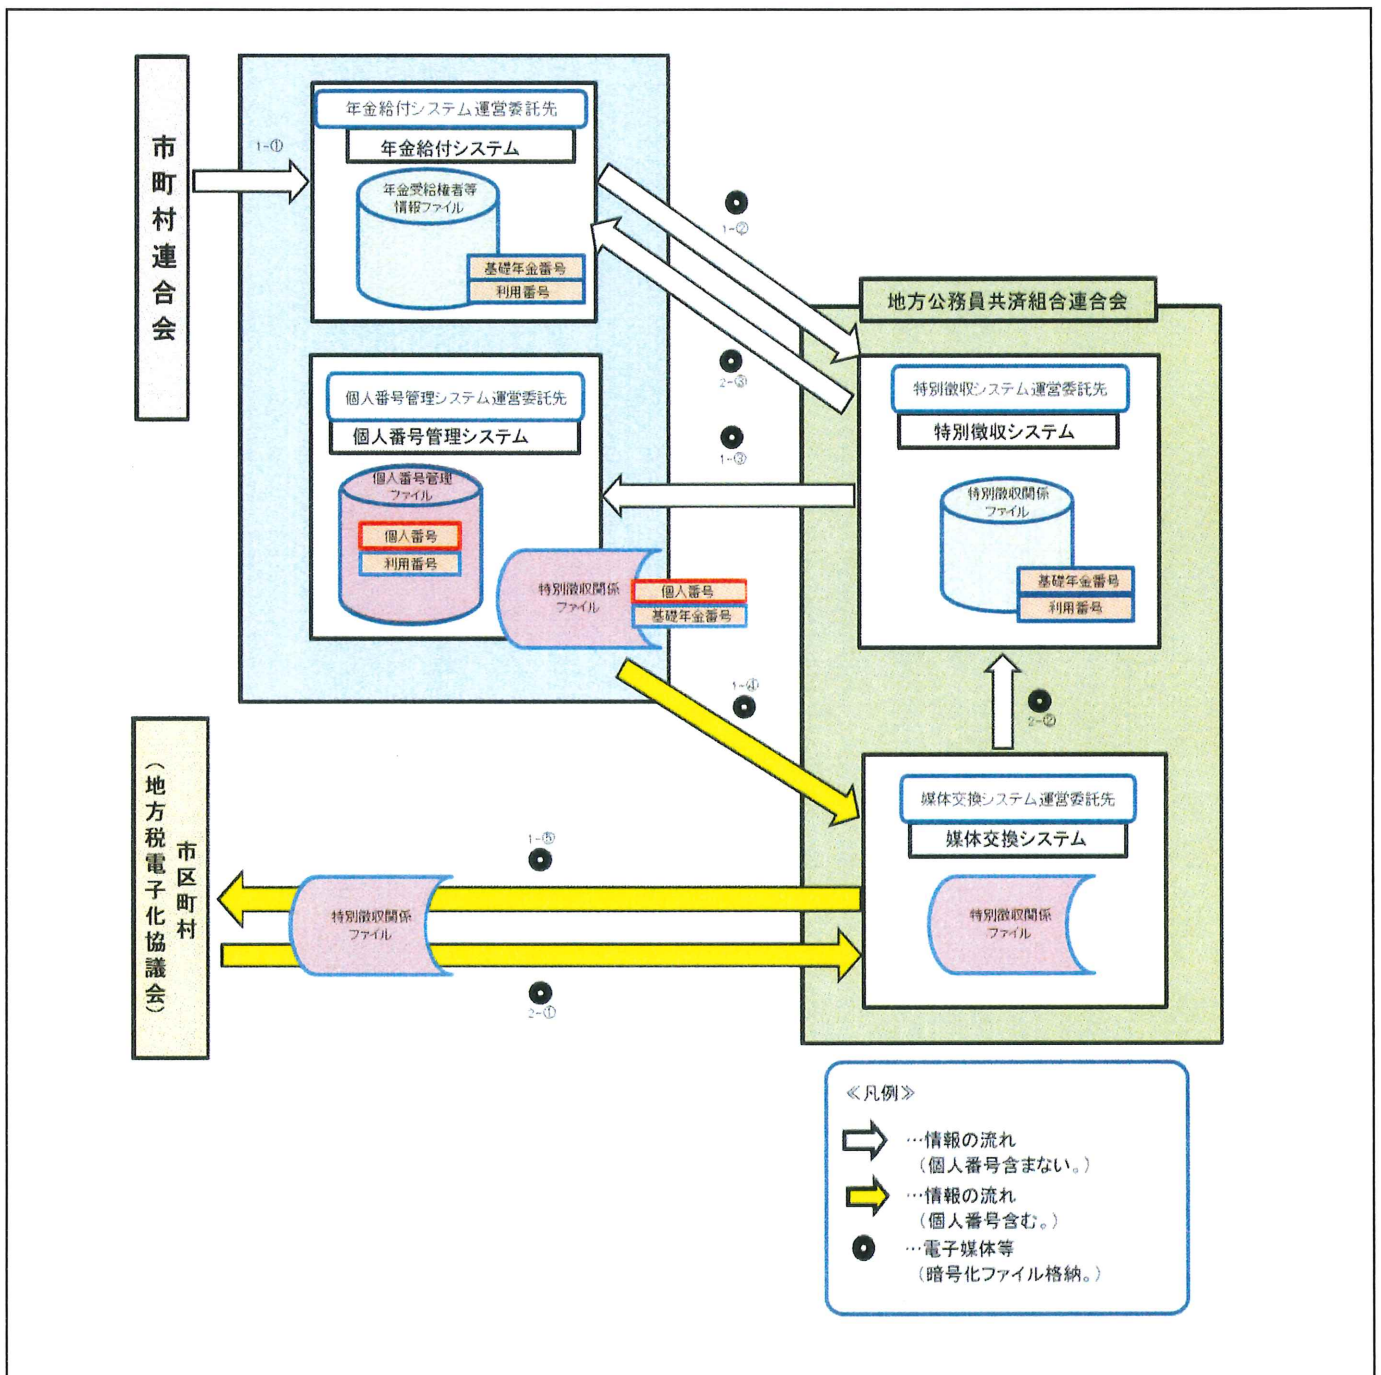 市町村連合会
1-①
年金給付システム運営委託先
年金給付システム
年金受給権者等
情報ファイル
基礎年金番号
利用番号
1-②
2-③
1-③
個人番号管理システム運営委託先
個人番号管理システム
個人番号管理
ファイル
個人番号
利用番号
特別徴収関係
ファイル
個人番号
基礎年金番号
1-④
地方公務員共済組合連合会
特別徴収システム運営委託先
特別徴収システム
特別徴収関係
ファイル
基礎年金番号
利用番号
2-②
媒体交換システム運営委託先
媒体交換システム
特別徴収関係
ファイル
市区町村
（地方税電子化協議会）
1-⑤
特別徴収関係
ファイル
2-①
≪凡例≫
…情報の流れ
（個人番号含まない。）
…情報の流れ
（個人番号含む。）
…電子媒体等
（暗号化ファイル格納。）